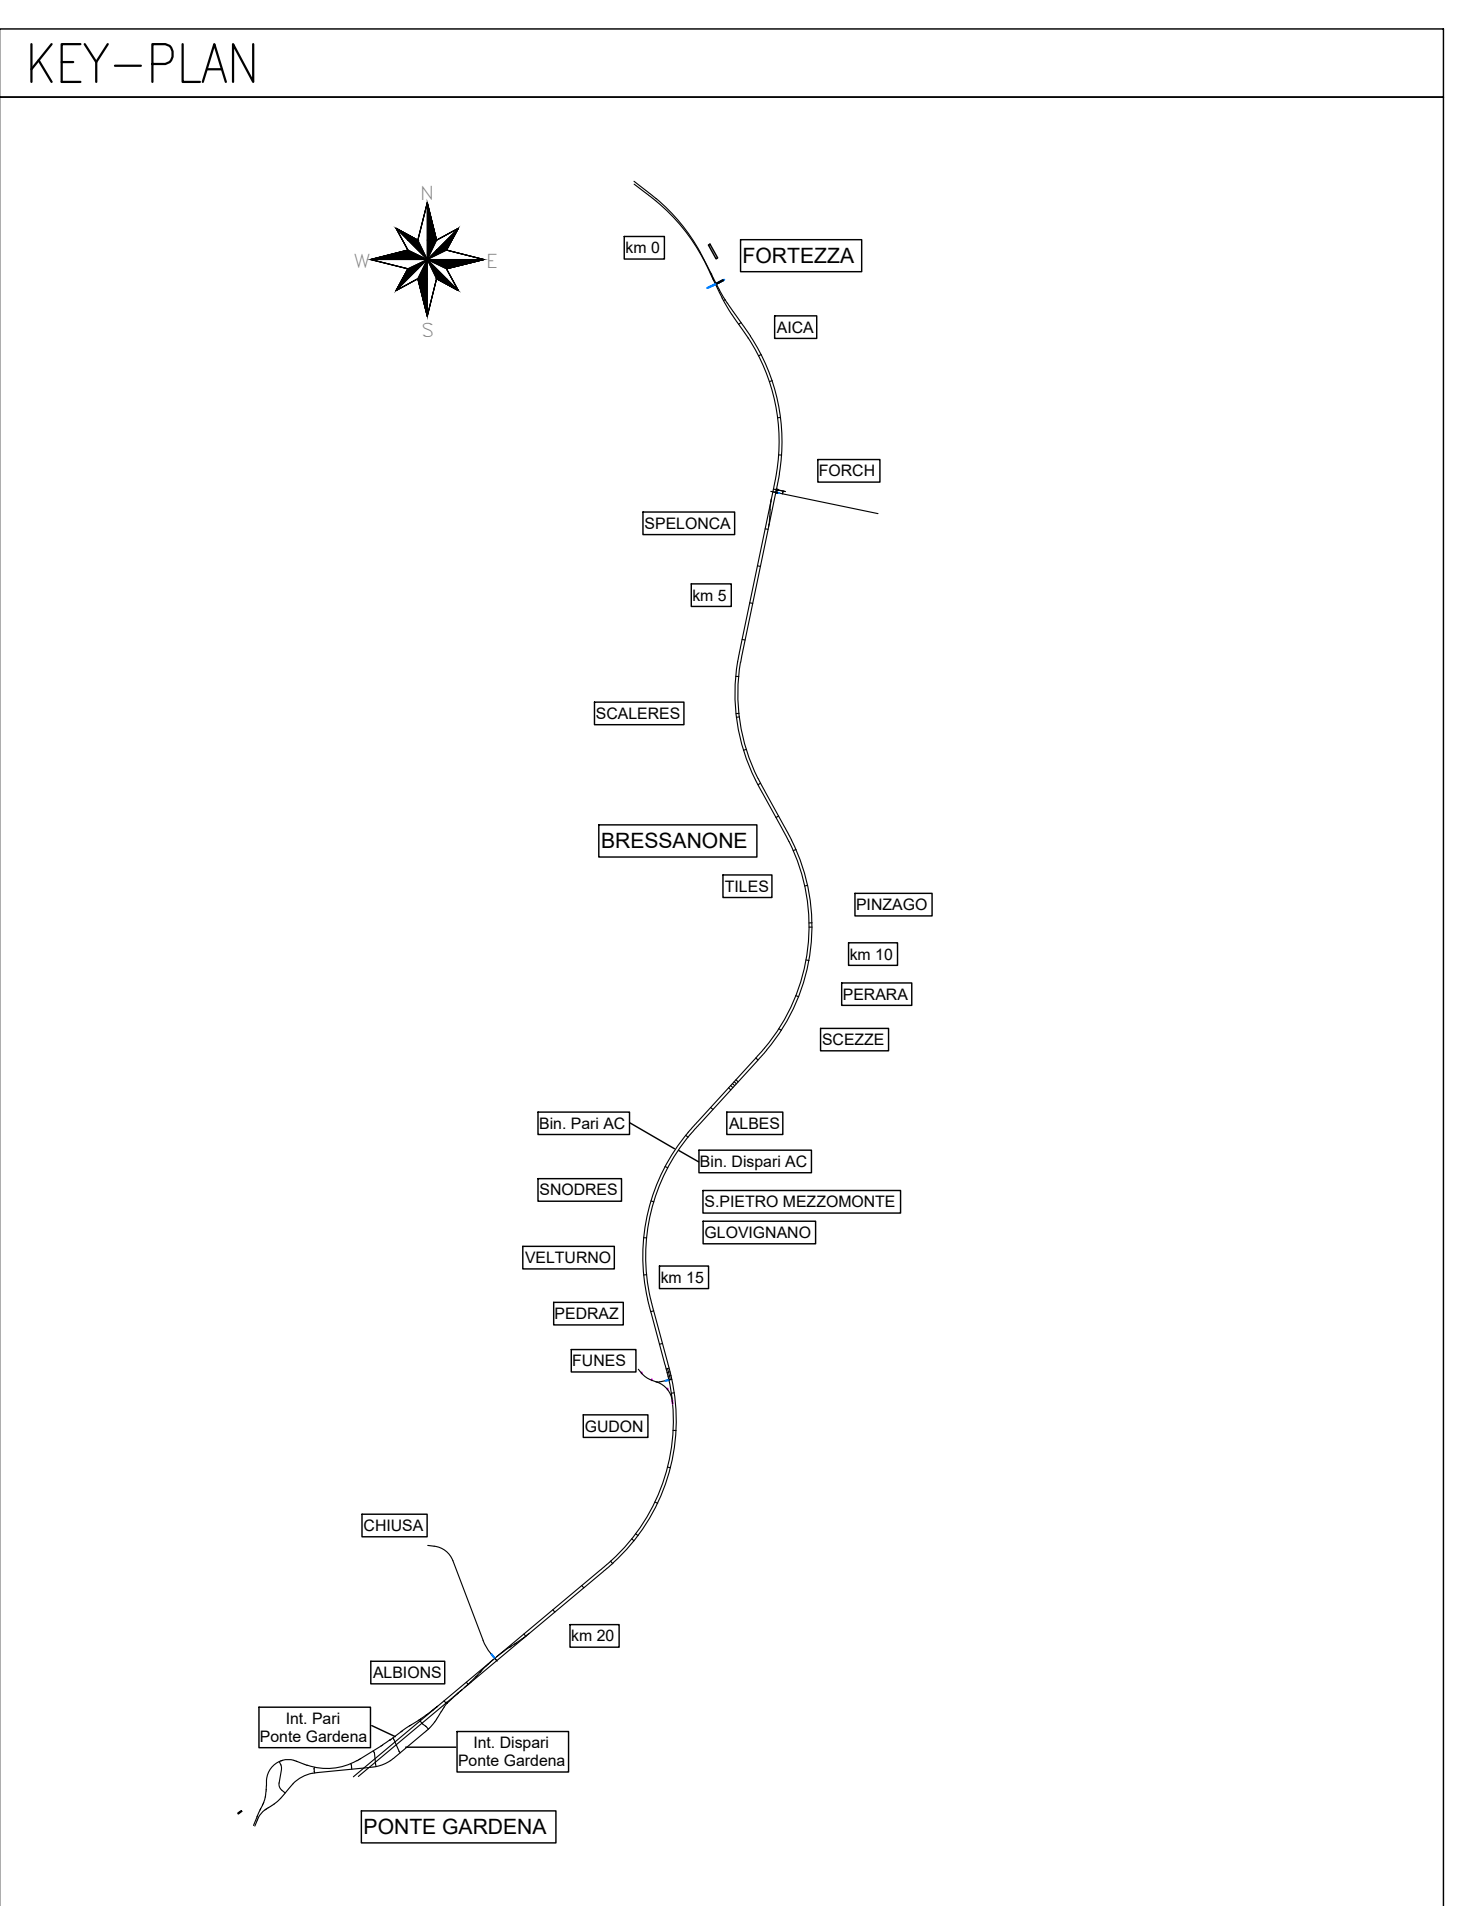 KEY-PLAN
N
W
E
S
km 0
FORTEZZA
AICA
FORCH
SPELONCA
km 5
SCALERES
BRESSANONE
TILES
PINZAGO
km 10
PERARA
SCEZZE
Bin. Pari AC
ALBES
Bin. Dispari AC
SNODRES
S.PIETRO MEZZOMONTE
GLOVIGNANO
VELTURNO
km 15
PEDRAZ
FUNES
GUDON
CHIUSA
km 20
ALBIONS
Int. Pari
Ponte Gardena
Int. Dispari
Ponte Gardena
PONTE GARDENA